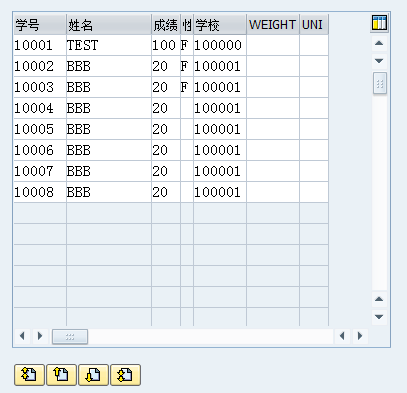 学号 姓名 成绩 性 学校 WEIGHT UNI
10001 TEST 100 F 100000
10002 BBB 20 F 100001
10003 BBB 20 F 100001
10004 BBB 20 100001
10005 BBB 20 100001
10006 BBB 20 100001
10007 BBB 20 100001
10008 BBB 20 100001